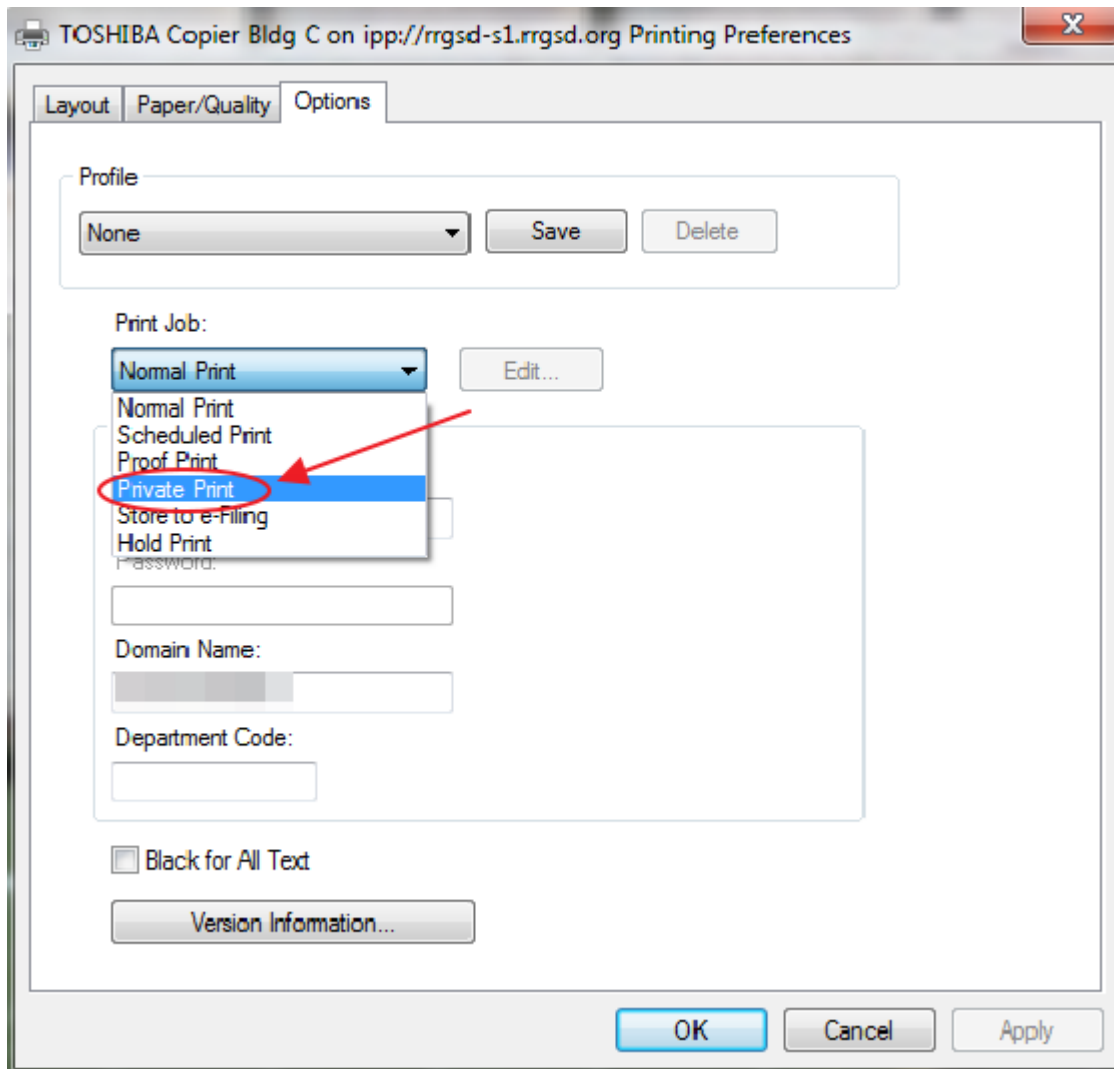 TOSHIBA Copier Bldg C on ipp://rrgsd-s1.rrgsd.org Printing Preferences
Layout Paper/Quality Options
Profile
None Save Delete
Print Job:
Normal Print Edit...
Normal Print
Scheduled Print
Proof Print
Private Print
Store to e-Filing
Hold Print
Password:
Domain Name:
Department Code:
Black for All Text
Version Information...
OK Cancel Apply